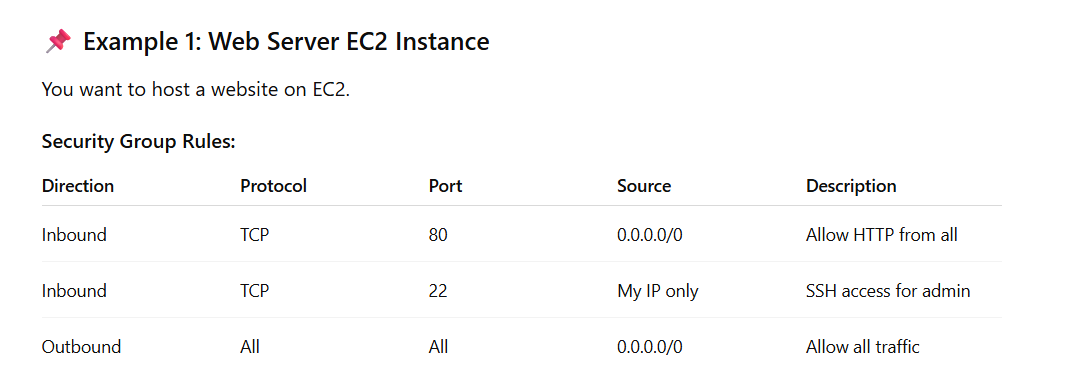 📌 Example 1: Web Server EC2 Instance
You want to host a website on EC2.
Security Group Rules:
Direction Protocol Port Source Description
Inbound TCP 80 0.0.0.0/0 Allow HTTP from all
Inbound TCP 22 My IP only SSH access for admin
Outbound All All 0.0.0.0/0 Allow all traffic